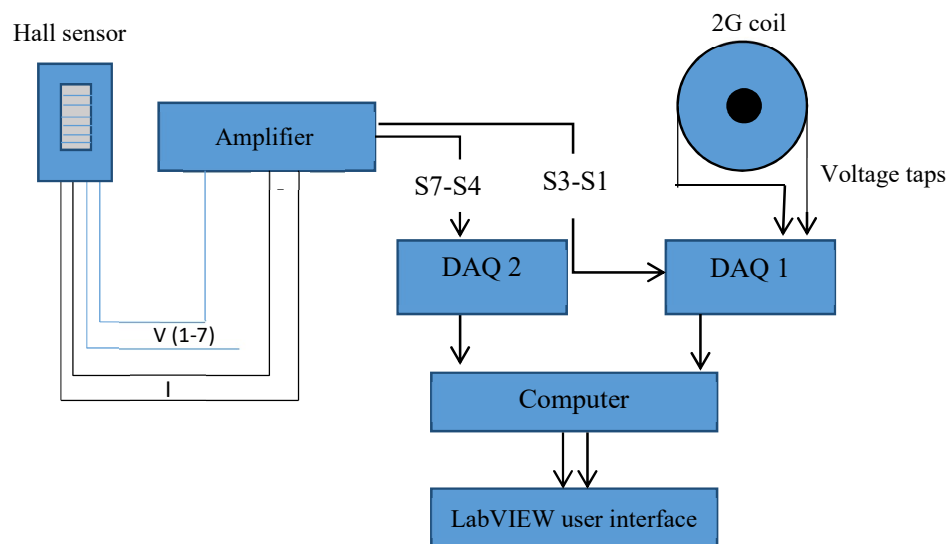 2G coil
Hall sensor
Amplifier
Voltage taps
S7-S4
S3-S1
DAQ 2
DAQ 1
V (1-7)
I
Computer
LabVIEW user interface